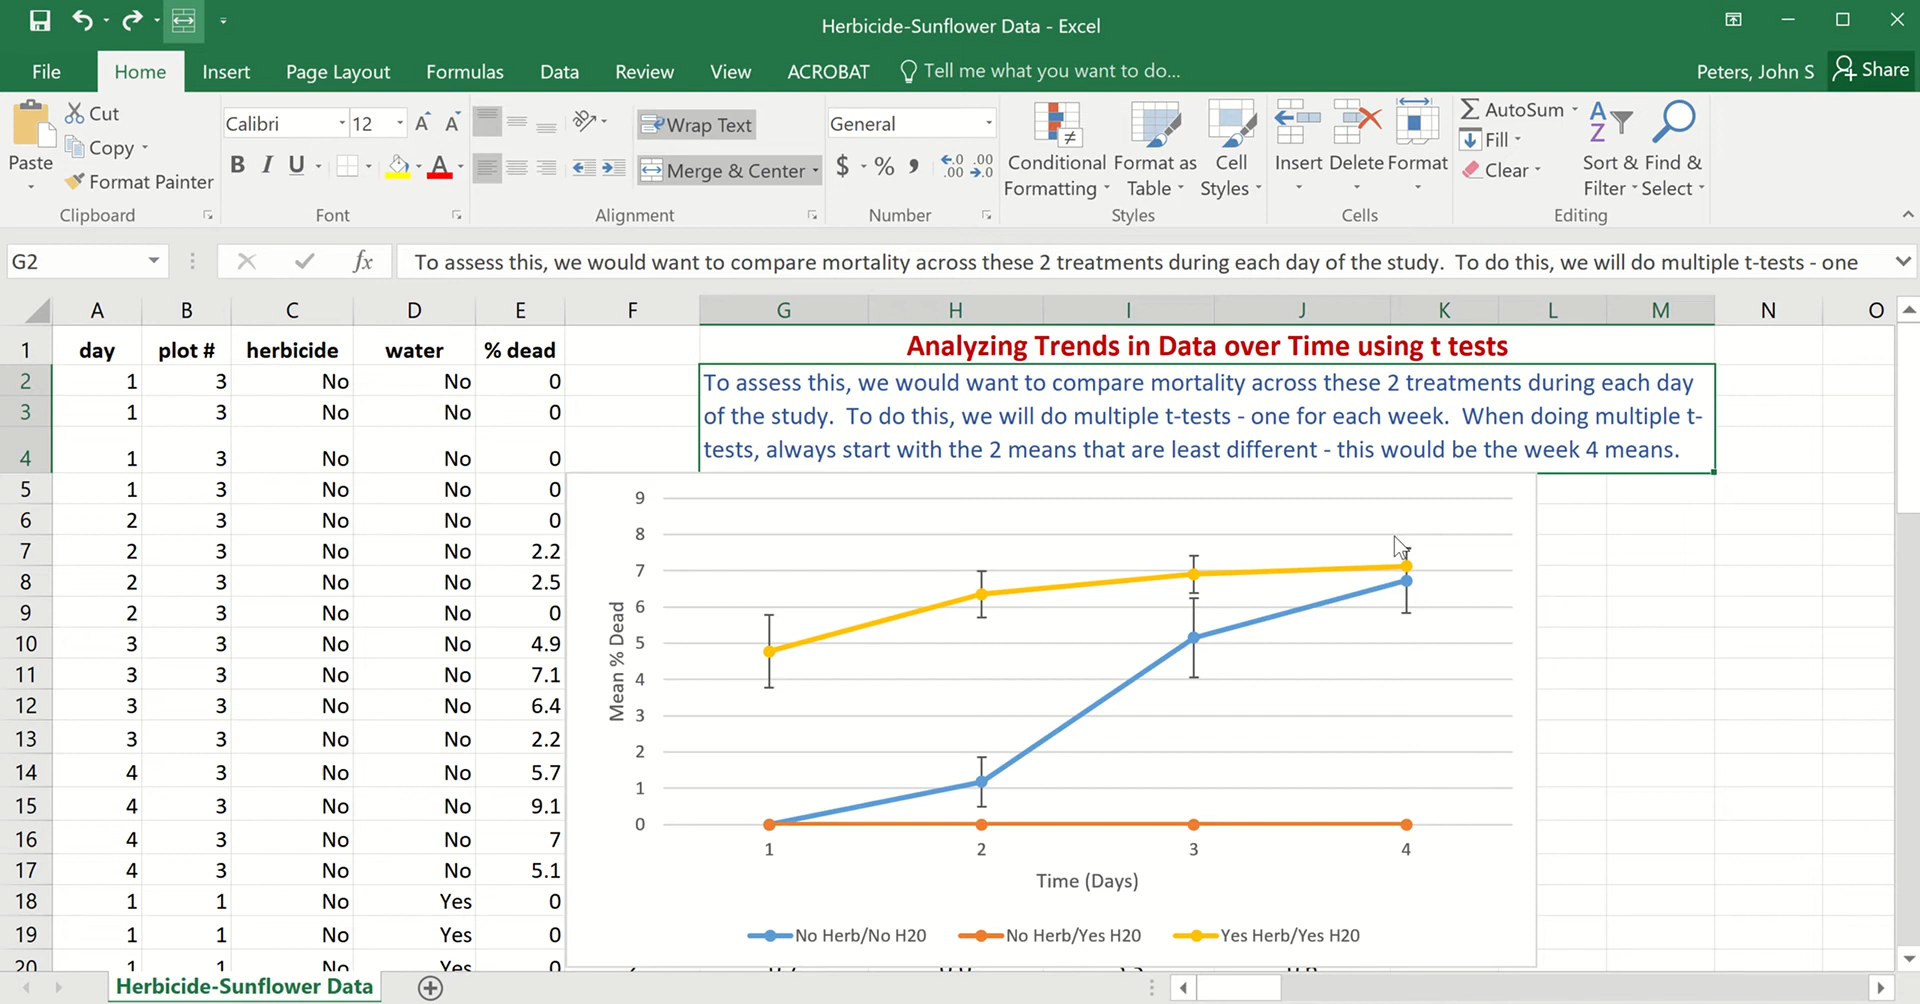 Herbicide-Sunflower Data - Excel
File Home Insert Page Layout Formulas Data Review View ACROBAT Tell me what you want to do... Peters, John S Share
Paste
Cut
Copy
Format Painter
Clipboard
Calibri 12
B I U A
Font
Wrap Text
Merge & Center
Alignment
General
$ % , .00
Number
Conditional Formatting
Format as Table
Cell Styles
Styles
Insert Delete Format
Cells
AutoSum
Fill
Clear
Sort & Filter
Find & Select
Editing
G2 fx To assess this, we would want to compare mortality across these 2 treatments during each day of the study. To do this, we will do multiple t-tests - one
A B C D E F G H I J K L M N O
1 day plot # herbicide water % dead
2 1 3 No No 0
3 1 3 No No 0
4 1 3 No No 0
5 1 3 No No 0
6 2 3 No No 0
7 2 3 No No 2.2
8 2 3 No No 2.5
9 2 3 No No 0
10 3 3 No No 4.9
11 3 3 No No 7.1
12 3 3 No No 6.4
13 3 3 No No 2.2
14 4 3 No No 5.7
15 4 3 No No 9.1
16 4 3 No No 7
17 4 3 No No 5.1
18 1 1 No Yes 0
19 1 1 No Yes 0
20 1 1 No Yes 0
Analyzing Trends in Data over Time using t tests
To assess this, we would want to compare mortality across these 2 treatments during each day
of the study. To do this, we will do multiple t-tests - one for each week. When doing multiple t-
tests, always start with the 2 means that are least different - this would be the week 4 means.
9
8
7
6
5
4
3
2
1
0
Mean % Dead
1 2 3 4
Time (Days)
No Herb/No H20 No Herb/Yes H20 Yes Herb/Yes H20
Herbicide-Sunflower Data